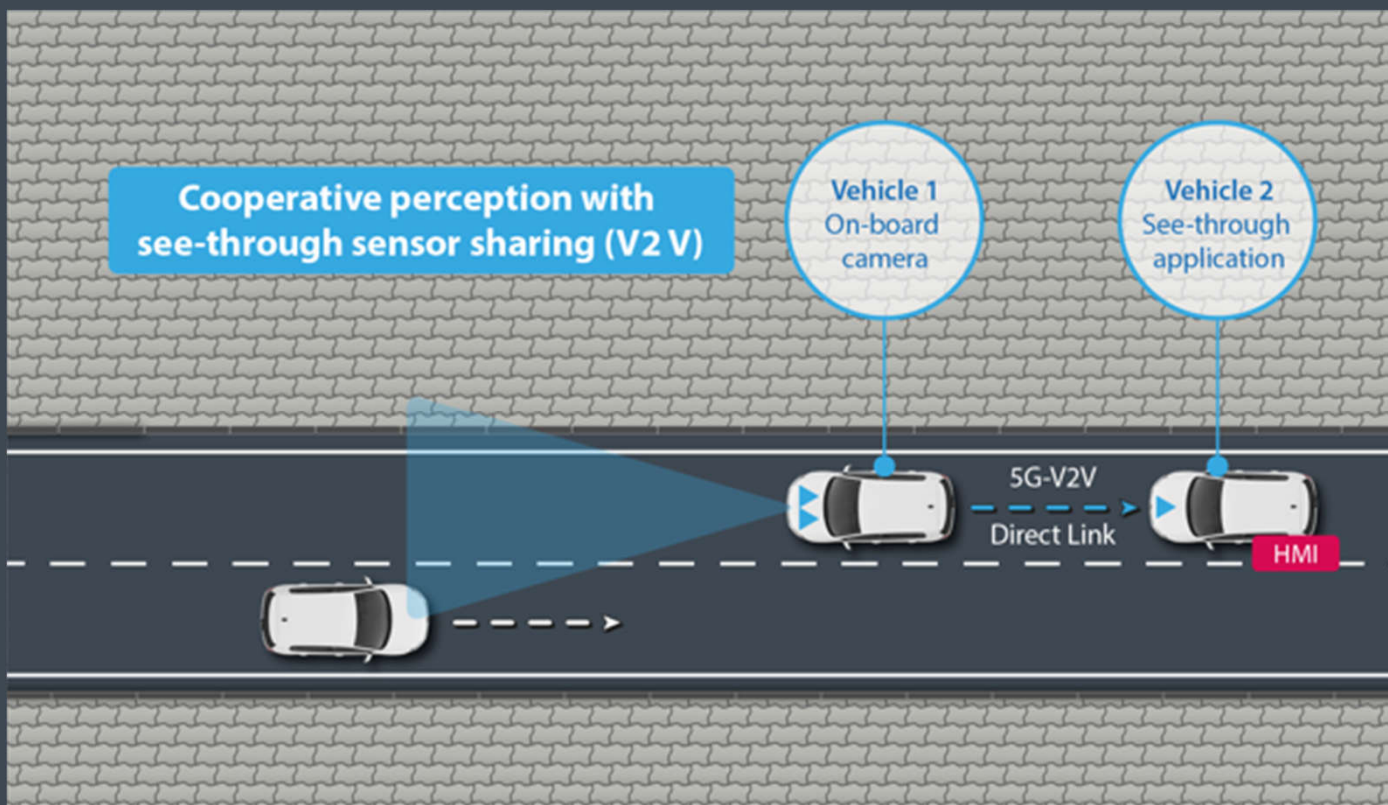 Cooperative perception with
see-through sensor sharing (V2 V)
Vehicle 1
On-board
camera
Vehicle 2
See-through
application
5G-V2V
Direct Link
HMI